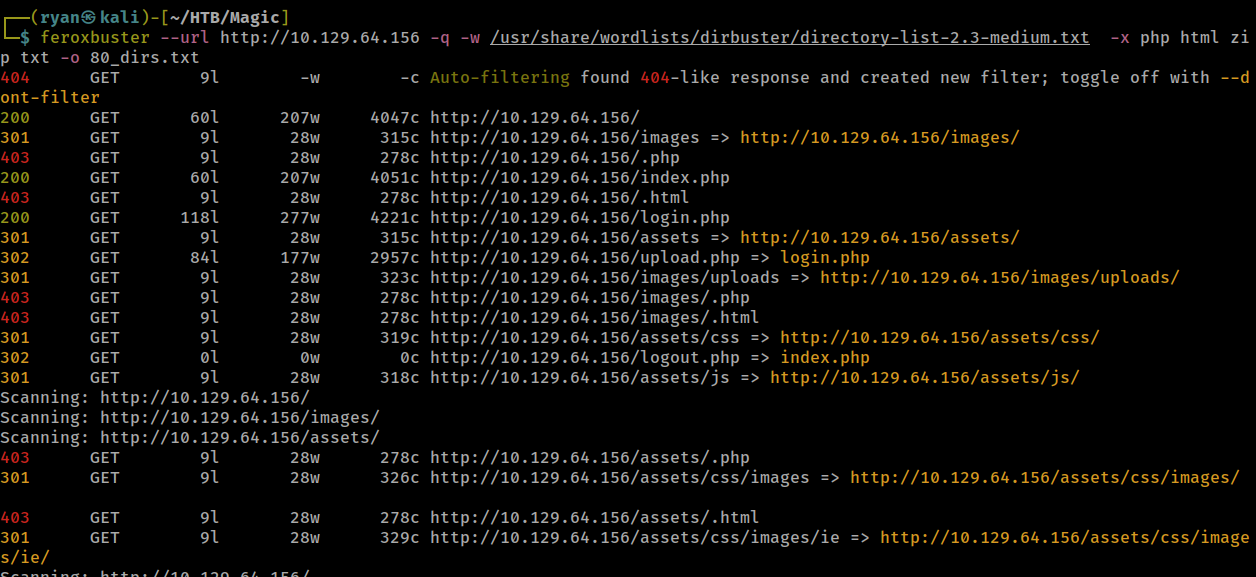 ┌──(ryan㉿kali)-[~/HTB/Magic]
└─$ feroxbuster --url http://10.129.64.156 -q -w /usr/share/wordlists/dirbuster/directory-list-2.3-medium.txt  -x php html zi
p txt -o 80_dirs.txt
404      GET        9l        -w        -c Auto-filtering found 404-like response and created new filter; toggle off with --d
ont-filter
200      GET       60l      207w     4047c http://10.129.64.156/
301      GET        9l       28w      315c http://10.129.64.156/images => http://10.129.64.156/images/
403      GET        9l       28w      278c http://10.129.64.156/.php
200      GET       60l      207w     4051c http://10.129.64.156/index.php
403      GET        9l       28w      278c http://10.129.64.156/.html
200      GET      118l      277w     4221c http://10.129.64.156/login.php
301      GET        9l       28w      315c http://10.129.64.156/assets => http://10.129.64.156/assets/
302      GET       84l      177w     2957c http://10.129.64.156/upload.php => login.php
301      GET        9l       28w      323c http://10.129.64.156/images/uploads => http://10.129.64.156/images/uploads/
403      GET        9l       28w      278c http://10.129.64.156/images/.php
403      GET        9l       28w      278c http://10.129.64.156/images/.html
301      GET        9l       28w      319c http://10.129.64.156/assets/css => http://10.129.64.156/assets/css/
302      GET        0l        0w        0c http://10.129.64.156/logout.php => index.php
301      GET        9l       28w      318c http://10.129.64.156/assets/js => http://10.129.64.156/assets/js/
Scanning: http://10.129.64.156/
Scanning: http://10.129.64.156/images/
Scanning: http://10.129.64.156/assets/
403      GET        9l       28w      278c http://10.129.64.156/assets/.php
301      GET        9l       28w      326c http://10.129.64.156/assets/css/images => http://10.129.64.156/assets/css/images/
403      GET        9l       28w      278c http://10.129.64.156/assets/.html
301      GET        9l       28w      329c http://10.129.64.156/assets/css/images/ie => http://10.129.64.156/assets/css/image
s/ie/
Scanning: http://10.129.64.156/